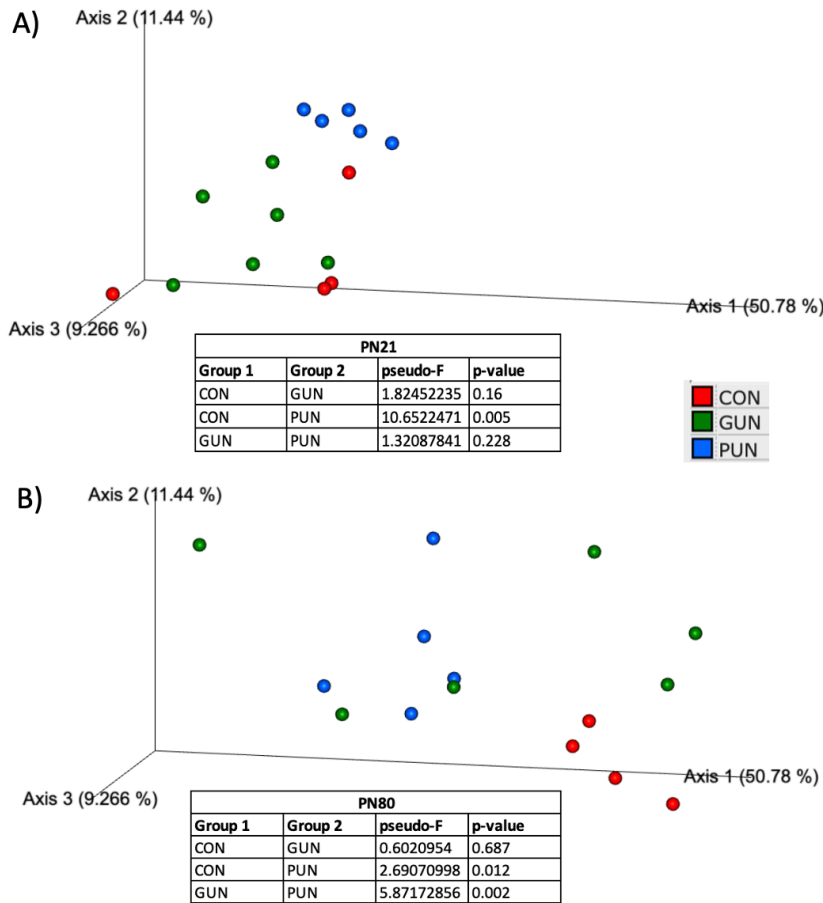 A)
Axis 2 (11.44 %)
Axis 1 (50.78 %)
Axis 3 (9.266 %)
PN21
Group 1 Group 2 pseudo-F p-value
CON GUN 1.82452235 0.16
CON PUN 10.6522471 0.005
GUN PUN 1.32087841 0.228
CON
GUN
PUN
B)
Axis 2 (11.44 %)
Axis 1 (50.78 %)
Axis 3 (9.266 %)
PN80
Group 1 Group 2 pseudo-F p-value
CON GUN 0.6020954 0.687
CON PUN 2.69070998 0.012
GUN PUN 5.87172856 0.002